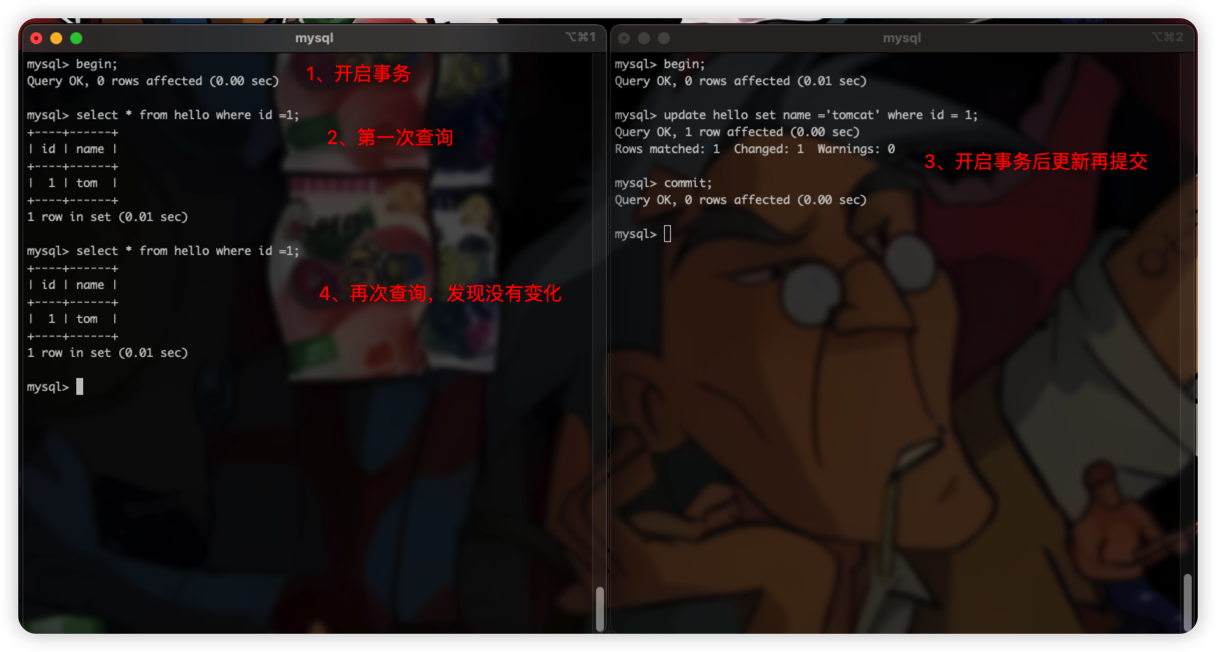 mysql
⌥⌘1
mysql> begin;
Query OK, 0 rows affected (0.00 sec)
1、开启事务
mysql> select * from hello where id =1;
+----+------+
2、第一次查询
| id | name |
+----+------+
|  1 | tom  |
+----+------+
1 row in set (0.01 sec)
mysql> select * from hello where id =1;
+----+------+
| id | name |
4、再次查询，发现没有变化
+----+------+
|  1 | tom  |
+----+------+
1 row in set (0.01 sec)
mysql>
mysql
⌥⌘2
mysql> begin;
Query OK, 0 rows affected (0.01 sec)
mysql> update hello set name ='tomcat' where id = 1;
Query OK, 1 row affected (0.00 sec)
Rows matched: 1  Changed: 1  Warnings: 0
3、开启事务后更新再提交
mysql> commit;
Query OK, 0 rows affected (0.00 sec)
mysql>